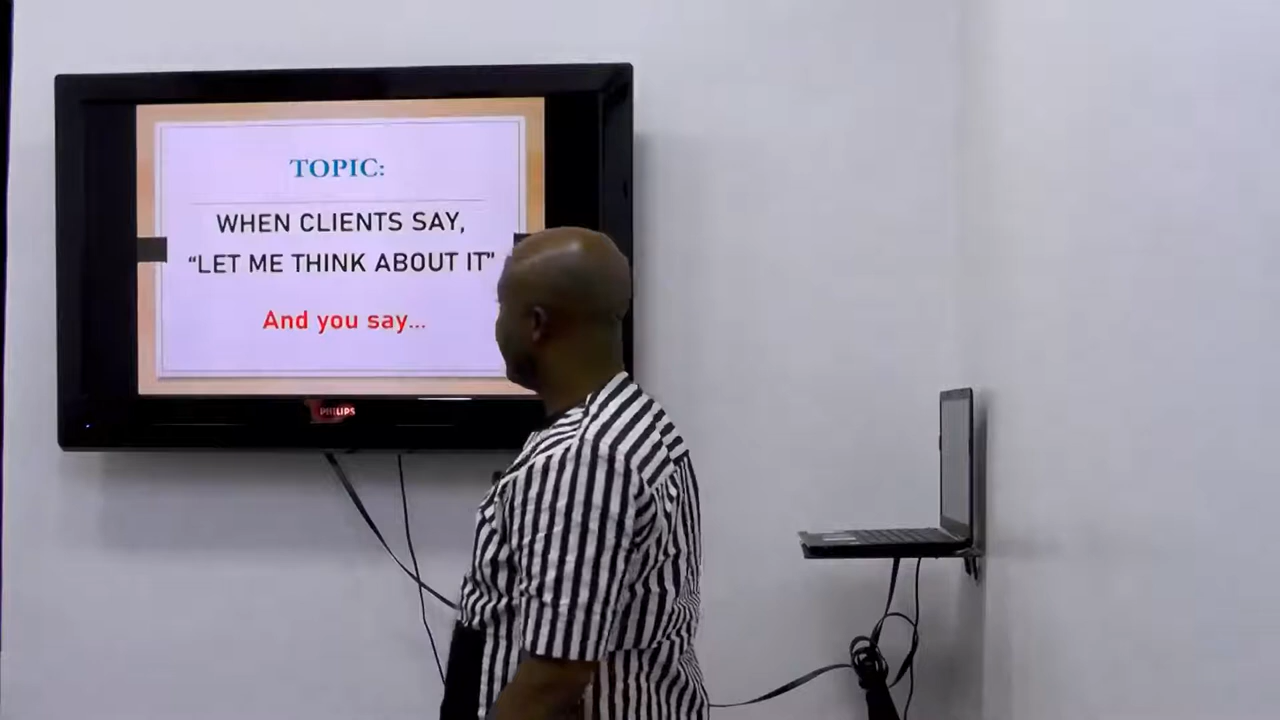 TOPIC:
WHEN CLIENTS SAY,
“LET ME THINK ABOUT IT”
And you say...
PHILIPS